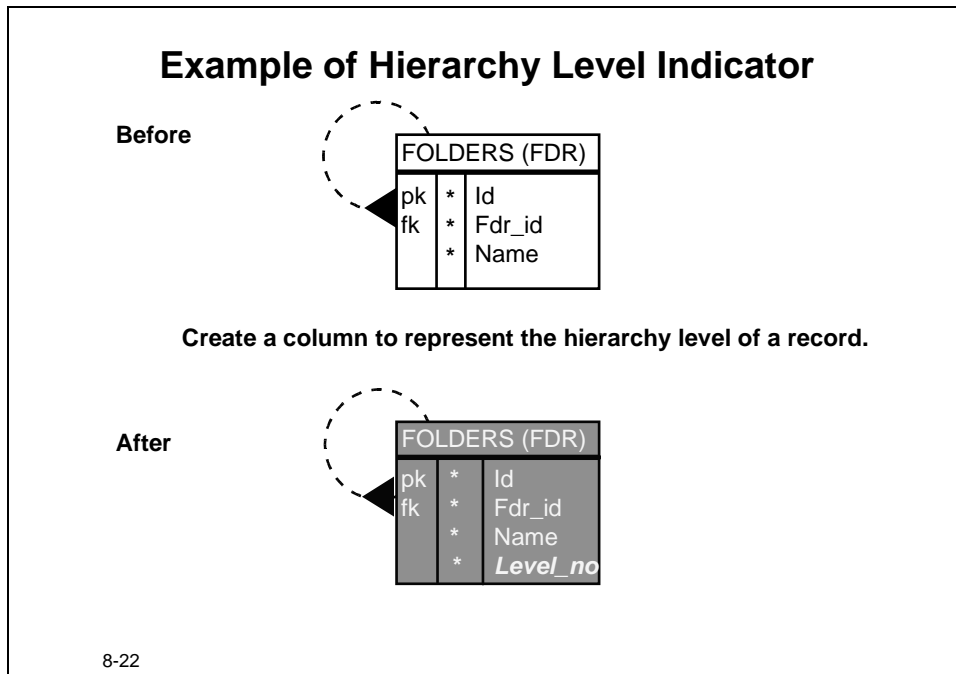 Example of Hierarchy Level Indicator
Before
FOLDERS (FDR)
pk * Id
fk * Fdr_id
* Name
Create a column to represent the hierarchy level of a record.
After
FOLDERS (FDR)
pk * Id
fk * Fdr_id
* Name
* Level_no
8-22